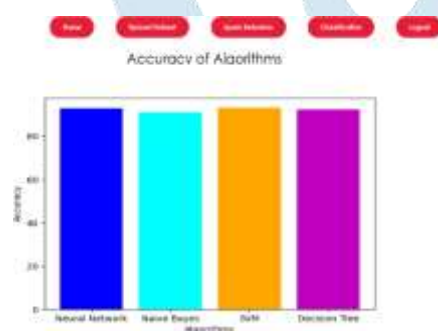 Home Upload Dataset Spam Detection Classification Logout
Accuracy of Algorithms
80
60
40
20
0
Accuracy
Neural Network Naive Bayes SVM Decision Tree
Algorithms